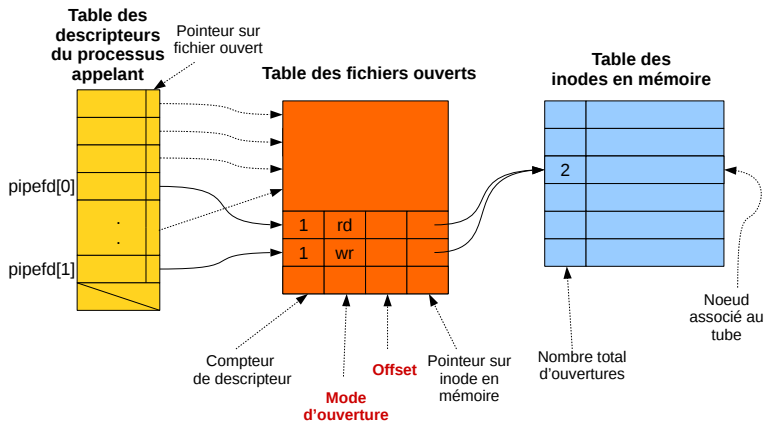 Table des
descripteurs
du processus
appelant
Pointeur sur
fichier ouvert
Table des fichiers ouverts
Table des
inodes en mémoire
pipefd[0]
2
.
.
1 rd
pipefd[1]
1 wr
Compteur
de descripteur
Mode
d'ouverture
Offset
Pointeur sur
inode en
mémoire
Nombre total
d'ouvertures
Noeud
associé au
tube